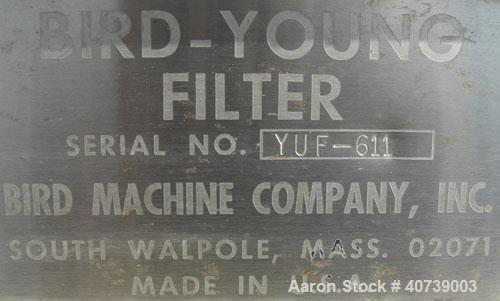 BIRD-YOUNG
FILTER
SERIAL NO. YUF-611
BIRD MACHINE COMPANY, INC.
SOUTH WALPOLE, MASS. 02071
MADE IN U.S.A.
Aaron Stock # 40739003